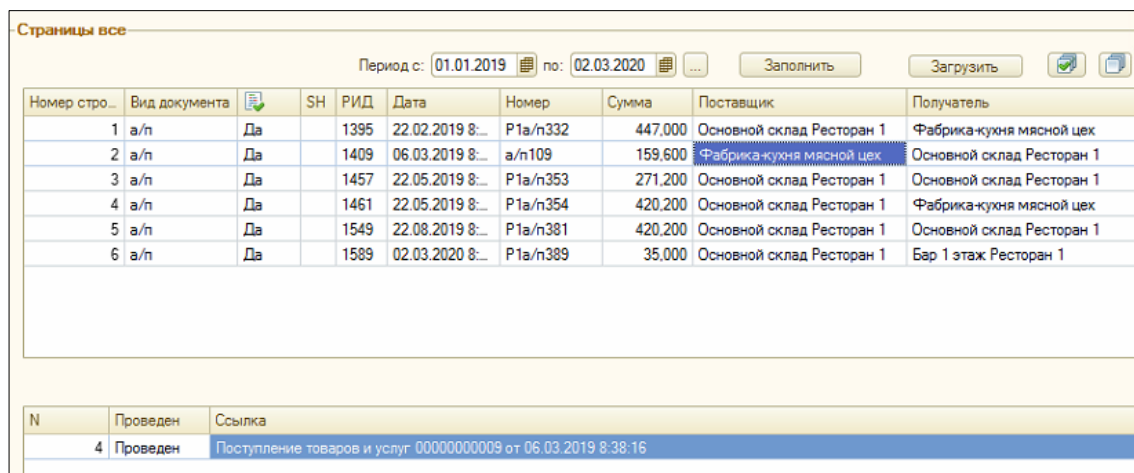 Страницы все
Период с: 01.01.2019 по: 02.03.2020 ... Заполнить Загрузить
Номер стро... Вид документа SH РИД Дата Номер Сумма Поставщик Получатель
1 а/п Да 1395 22.02.2019 8:... Р1а/п332 447,000 Основной склад Ресторан 1 Фабрика-кухня мясной цех
2 а/п Да 1409 06.03.2019 8:... а/п109 159,600 Фабрика-кухня мясной цех Основной склад Ресторан 1
3 а/п Да 1457 22.05.2019 8:... Р1а/п353 271,200 Основной склад Ресторан 1 Основной склад Ресторан 1
4 а/п Да 1461 22.05.2019 8:... Р1а/п354 420,200 Основной склад Ресторан 1 Фабрика-кухня мясной цех
5 а/п Да 1549 22.08.2019 8:... Р1а/п381 420,200 Основной склад Ресторан 1 Основной склад Ресторан 1
6 а/п Да 1589 02.03.2020 8:... Р1а/п389 35,000 Основной склад Ресторан 1 Бар 1 этаж Ресторан 1
N Проведен Ссылка
4 Проведен Поступление товаров и услуг 00000000009 от 06.03.2019 8:38:16